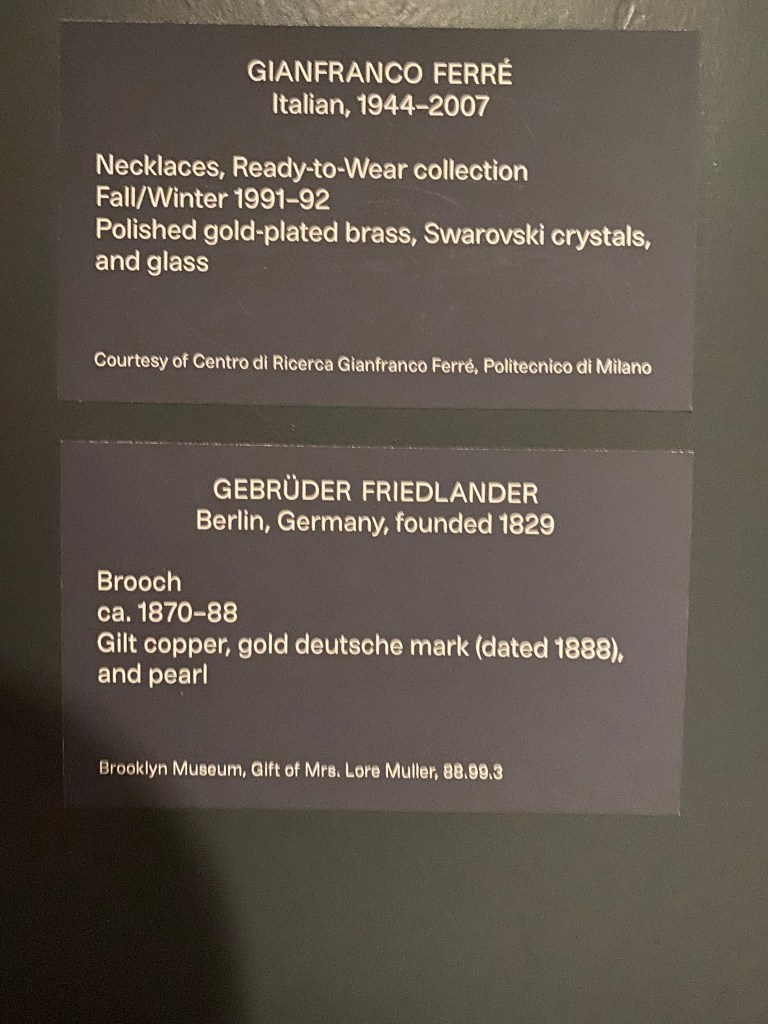 GIANFRANCO FERRÉ
Italian, 1944–2007
Necklaces, Ready-to-Wear collection
Fall/Winter 1991–92
Polished gold-plated brass, Swarovski crystals,
and glass
Courtesy of Centro di Ricerca Gianfranco Ferré, Politecnico di Milano
GEBRÜDER FRIEDLANDER
Berlin, Germany, founded 1829
Brooch
ca. 1870–88
Gilt copper, gold deutsche mark (dated 1888),
and pearl
Brooklyn Museum, Gift of Mrs. Lore Muller, 88.99.3